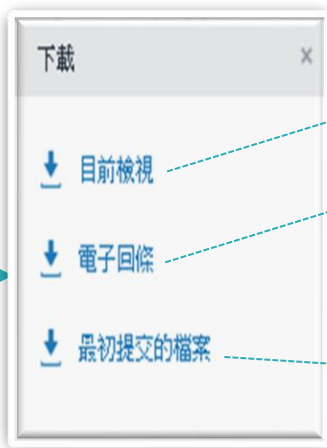 下載
目前檢視
電子回條
最初提交的檔案